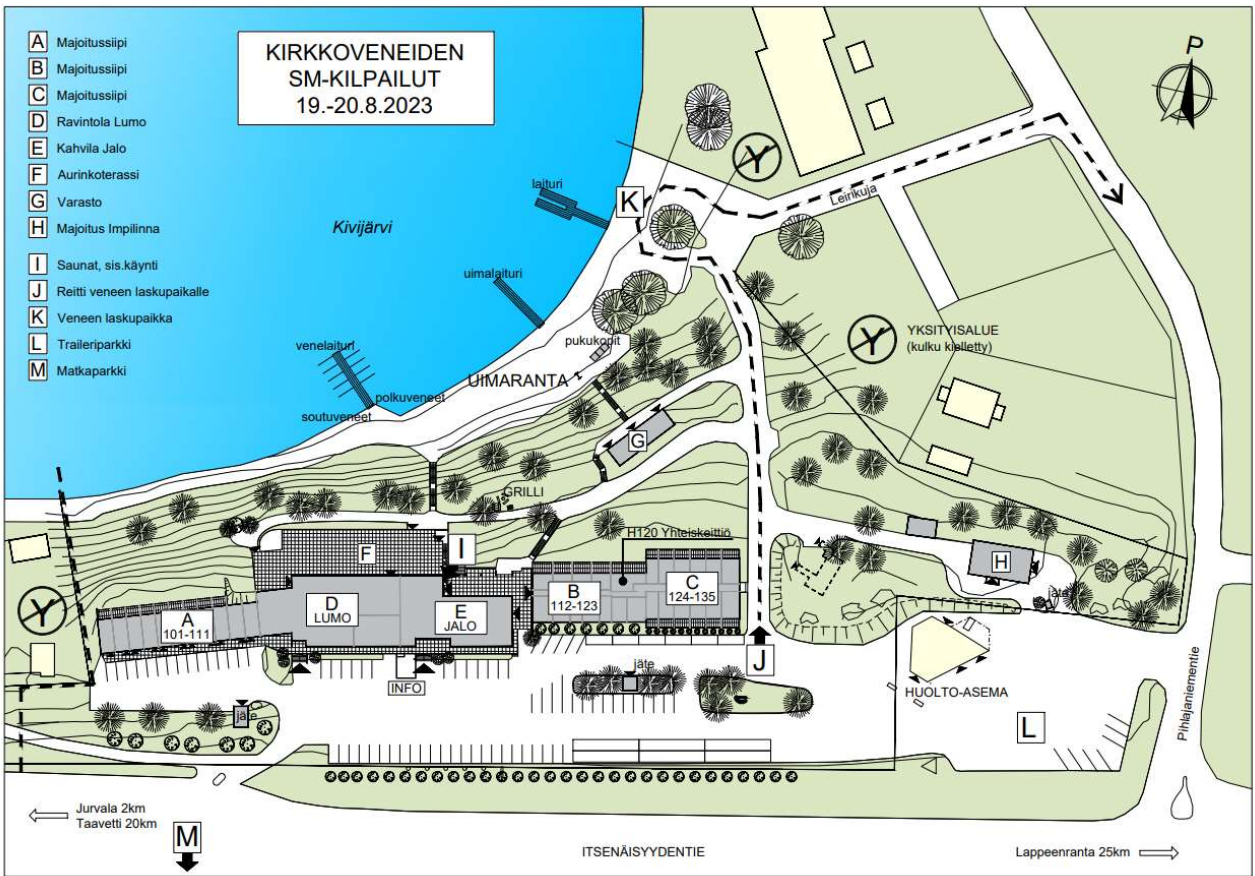 A Majoitussiipi
B Majoitussiipi
C Majoitussiipi
D Ravintola Lumo
E Kahvila Jalo
F Aurinkoterassi
G Varasto
H Majoitus Impilinna
I Saunat, sis.käynti
J Reitti veneen laskupaikalle
K Veneen laskupaikka
L Traileriparkki
M Matkaparkki
KIRKKOVENEIDEN
SM-KILPAILUT
19.-20.8.2023
P
Y
laituri
K
Leirikuja
Kivijärvi
uimalaituri
Y
YKSITYISALUE
(kulku kielletty)
pukukopit
venelaituri
UIMARANTA
polkuveneet
soutuveneet
G
GRILLI
H120 Yhteiskeittiö
F
I
H
jäte
Y
A
101-111
D
LUMO
E
JALO
B
112-123
C
124-135
J
INFO
jäte
jäte
HUOLTO-ASEMA
L
Pihlajaniementie
Jurvala 2km
Taavetti 20km
M
ITSENÄISYYDENTIE
Lappeenranta 25km